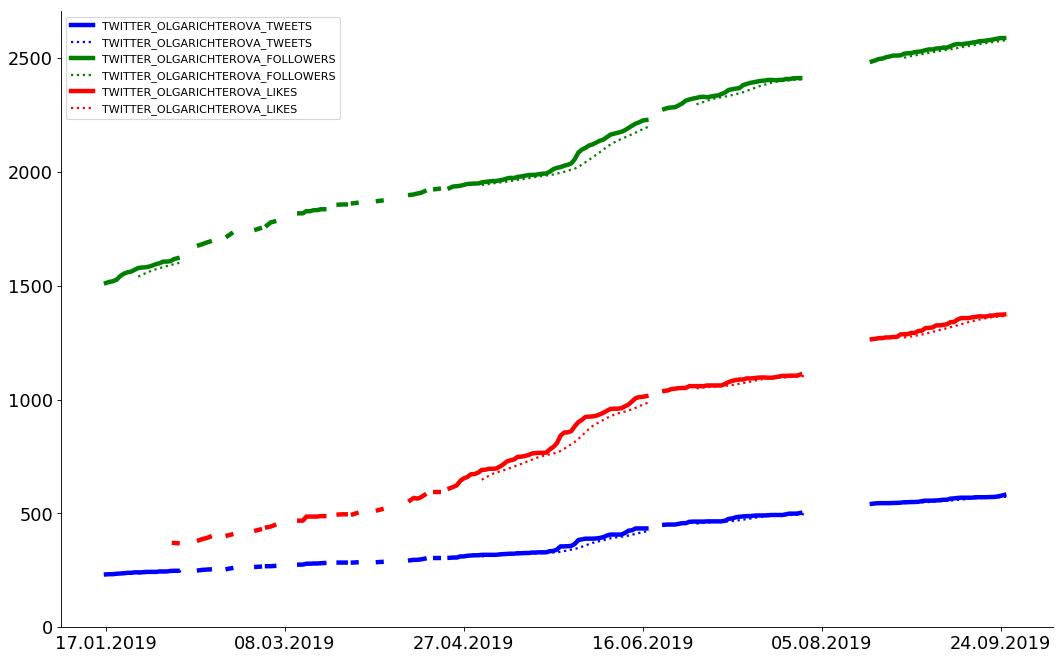 TWITTER_OLGARICHTEROVA_TWEETS
TWITTER_OLGARICHTEROVA_TWEETS
TWITTER_OLGARICHTEROVA_FOLLOWERS
TWITTER_OLGARICHTEROVA_FOLLOWERS
TWITTER_OLGARICHTEROVA_LIKES
TWITTER_OLGARICHTEROVA_LIKES
2500
2000
1500
1000
500
0
17.01.2019 08.03.2019 27.04.2019 16.06.2019 05.08.2019 24.09.2019